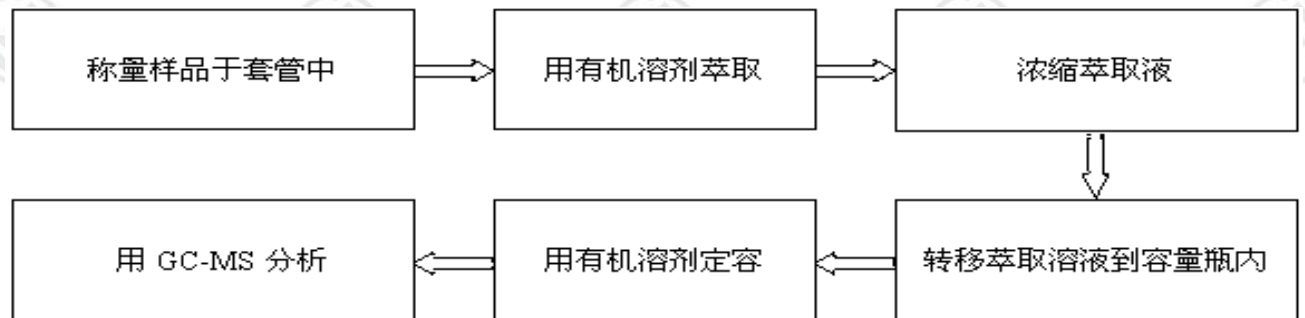 称量样品于套管中
用有机溶剂萃取
浓缩萃取液
转移萃取溶液到容量瓶内
用有机溶剂定容
用 GC-MS 分析